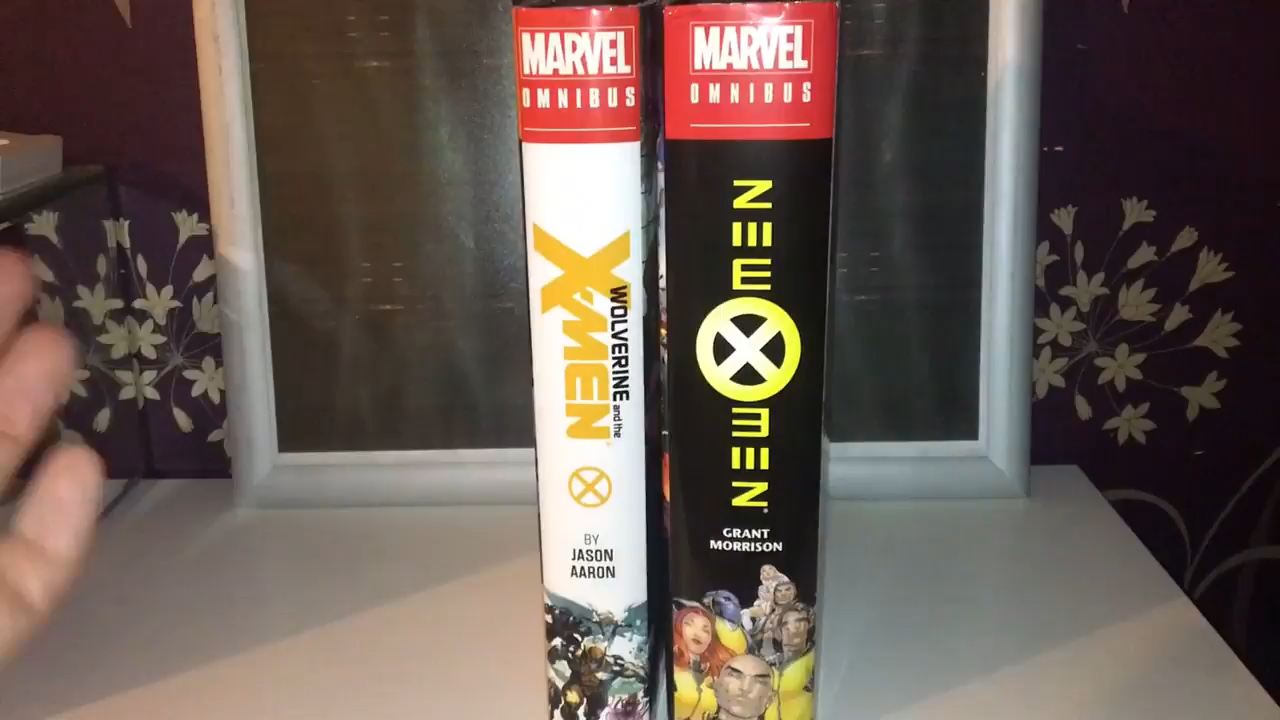 MARVEL
OMNIBUS
WOLVERINE and the
X-MEN
BY
JASON
AARON
MARVEL
OMNIBUS
NEW X MEN
GRANT
MORRISON